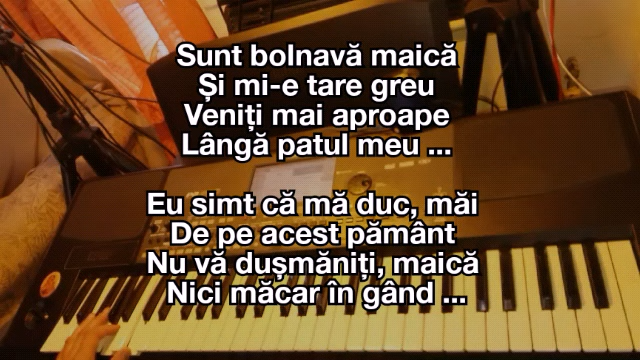 Sunt bolnavă maică
Și mi-e tare greu
Veniți mai aproape
Lângă patul meu ...
Eu simt că mă duc, măi
De pe acest pământ
Nu vă dușmăniți, maică
Nici măcar în gând ...